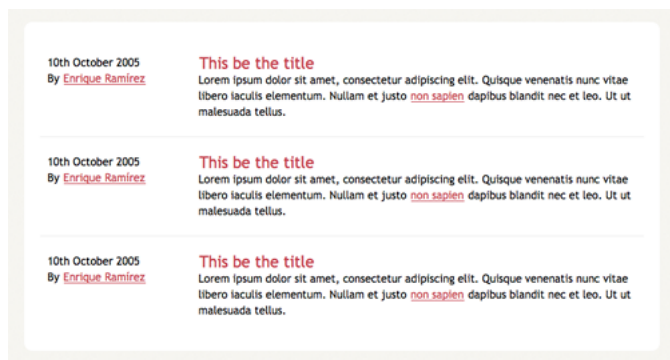 10th October 2005
By Enrique Ramírez
This be the title
Lorem ipsum dolor sit amet, consectetur adipiscing elit. Quisque venenatis nunc vitae
libero iaculis elementum. Nullam et justo non sapien dapibus blandit nec et leo. Ut ut
malesuada tellus.
10th October 2005
By Enrique Ramírez
This be the title
Lorem ipsum dolor sit amet, consectetur adipiscing elit. Quisque venenatis nunc vitae
libero iaculis elementum. Nullam et justo non sapien dapibus blandit nec et leo. Ut ut
malesuada tellus.
10th October 2005
By Enrique Ramírez
This be the title
Lorem ipsum dolor sit amet, consectetur adipiscing elit. Quisque venenatis nunc vitae
libero iaculis elementum. Nullam et justo non sapien dapibus blandit nec et leo. Ut ut
malesuada tellus.